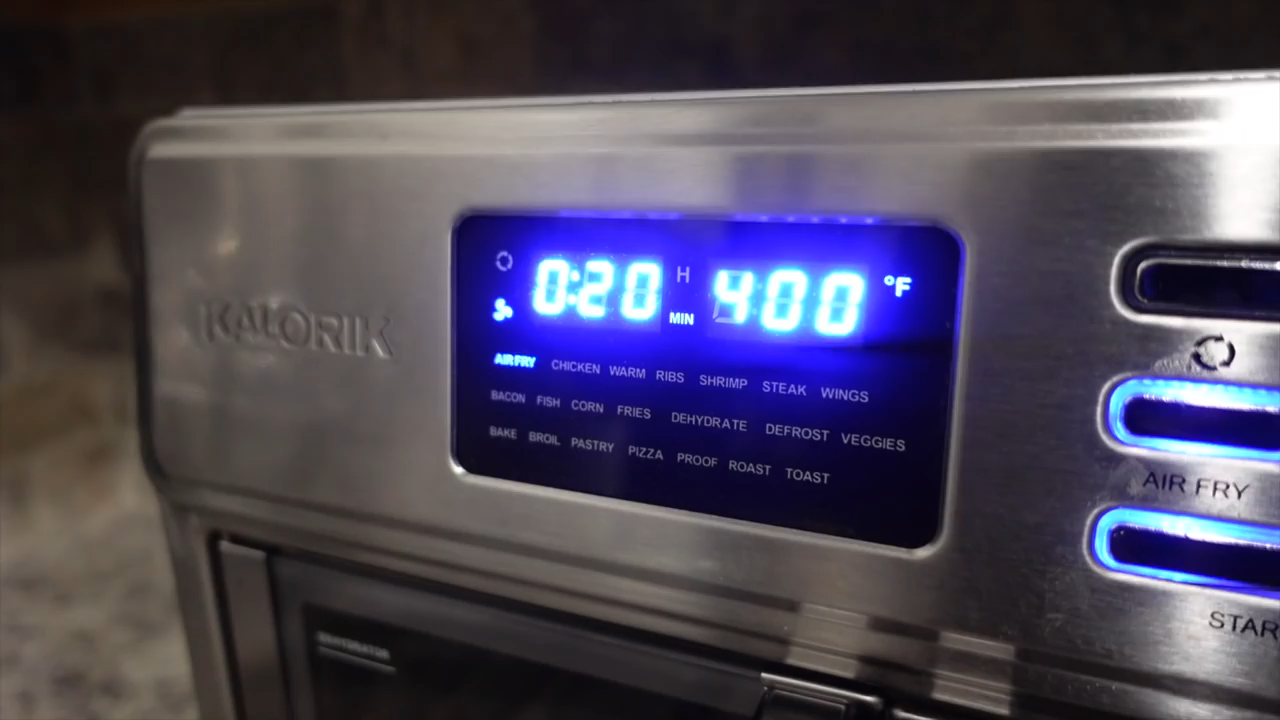 KALORIK
0:20 H MIN 400 °F
AIR FRY CHICKEN WARM RIBS SHRIMP STEAK WINGS
BACON FISH CORN FRIES DEHYDRATE DEFROST VEGGIES
BAKE BROIL PASTRY PIZZA PROOF ROAST TOAST
AIR FRY
STAR